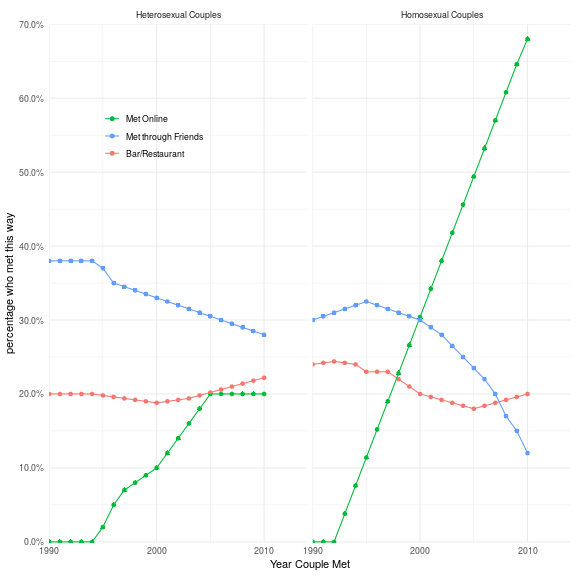 Heterosexual Couples
Homosexual Couples
70.0%
60.0%
50.0%
40.0%
30.0%
20.0%
10.0%
0.0%
percentage who met this way
Met Online
Met through Friends
Bar/Restaurant
1990
2000
2010
1990
2000
2010
Year Couple Met